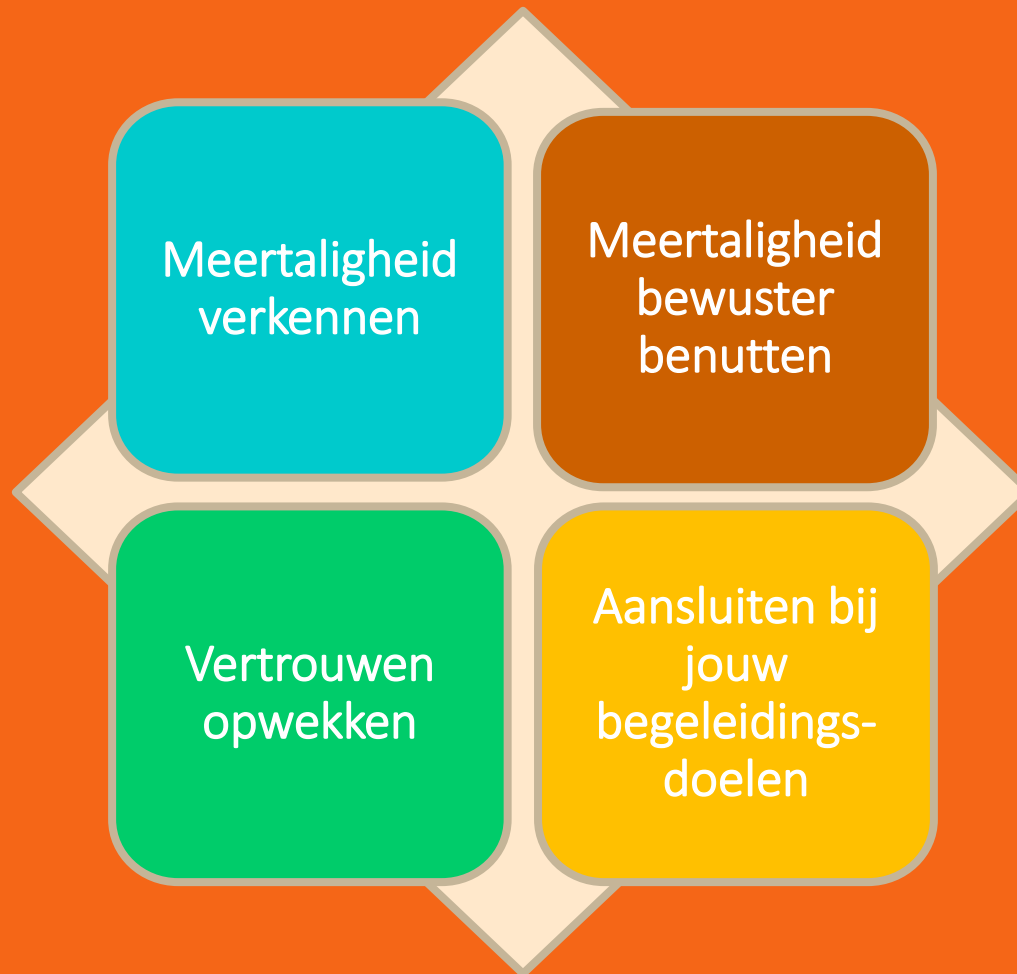 Meertaligheid
verkennen
Meertaligheid
bewuster
benutten
Vertrouwen
opwekken
Aansluiten bij
jouw
begeleidings-
doelen